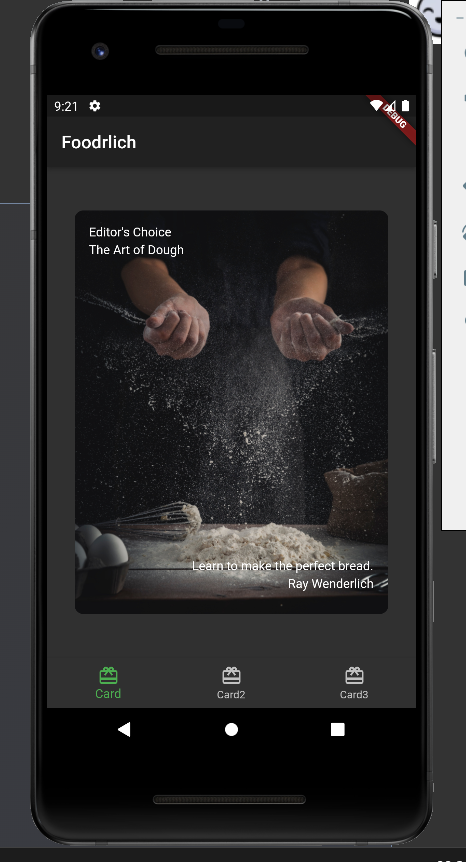 9:21
DEBUG
Foodrlich
Editor's Choice
The Art of Dough
Learn to make the perfect bread.
Ray Wenderlich
Card
Card2
Card3